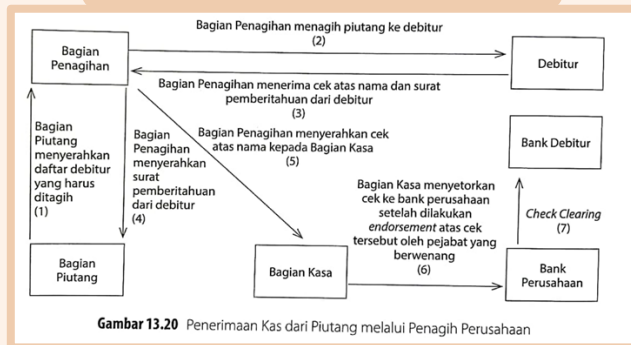 Bagian Penagihan menagih piutang ke debitur
(2)
Bagian
Penagihan
Debitur
Bagian Penagihan menerima cek atas nama dan surat
pemberitahuan dari debitur
(3)
Bagian
Piutang
menyerahkan
daftar debitur
yang harus
ditagih
(1)
Bagian
Penagihan
menyerahkan
surat
pemberitahuan
dari debitur
(4)
Bagian Penagihan menyerahkan cek
atas nama kepada Bagian Kasa
(5)
Bank Debitur
Bagian Kasa menyetorkan
cek ke bank perusahaan
setelah dilakukan
endorsement atas cek
tersebut oleh pejabat yang
berwenang
(6)
Check Clearing
(7)
Bagian
Piutang
Bagian Kasa
Bank
Perusahaan
Gambar 13.20 Penerimaan Kas dari Piutang melalui Penagih Perusahaan